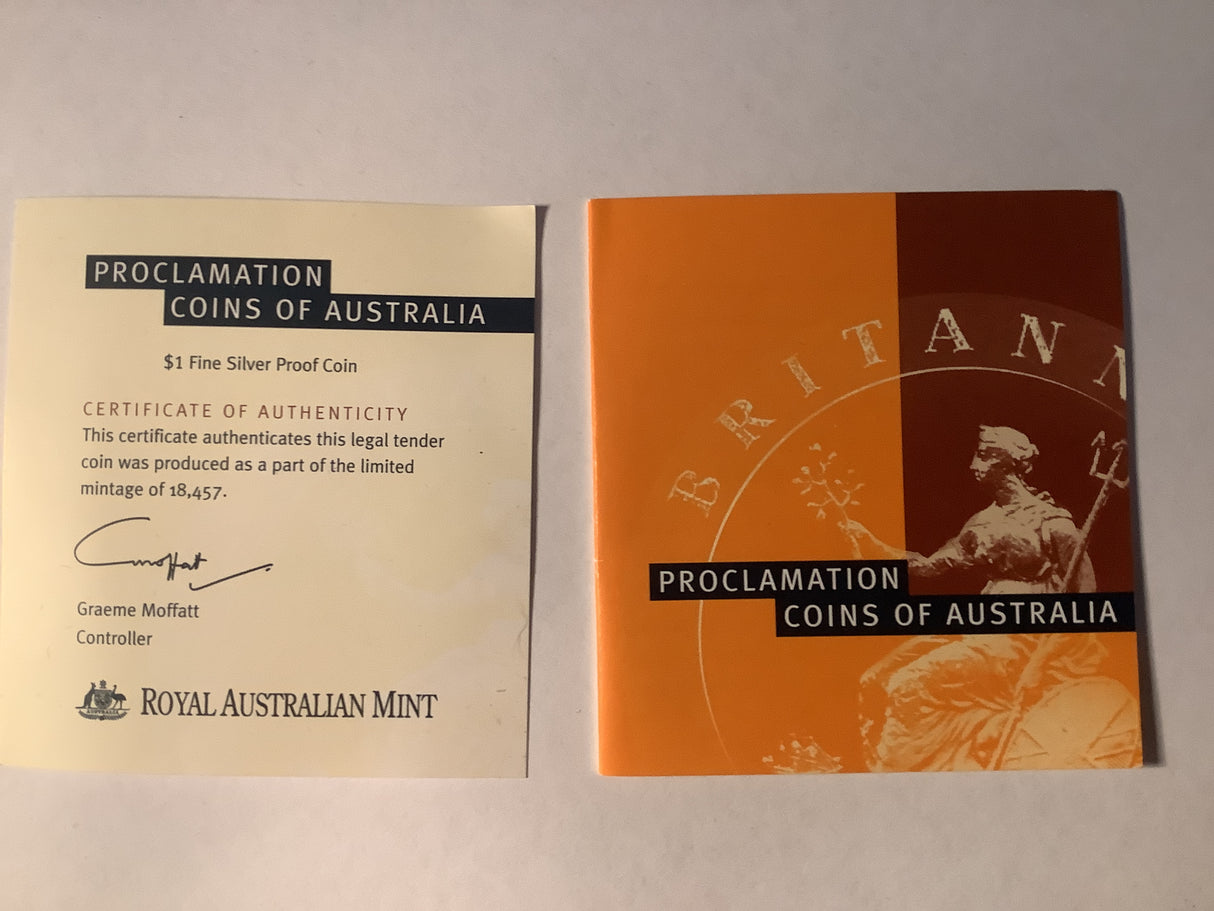 PROCLAMATION
COINS OF AUSTRALIA
$1 Fine Silver Proof Coin
CERTIFICATE OF AUTHENTICITY
This certificate authenticates this legal tender
coin was produced as a part of the limited
mintage of 18,457.
Cmoffatt
Graeme Moffatt
Controller
AUSTRALIA
ROYAL AUSTRALIAN MINT
BRITANN
PROCLAMATION
COINS OF AUSTRALIA